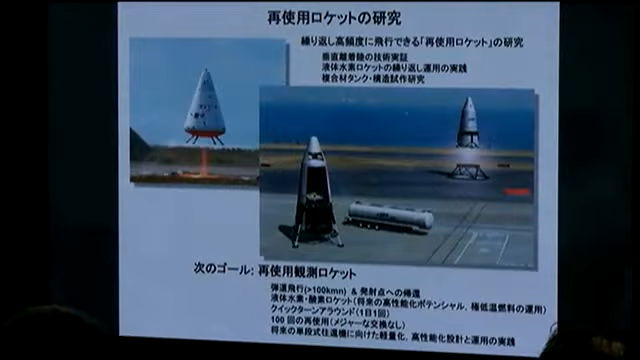 再使用ロケットの研究
繰り返し高頻度に飛行できる「再使用ロケット」の研究
垂直離着陸の技術実証
液体水素ロケットの繰り返し運用の実践
複合材タンク・構造試作研究
次のゴール: 再使用観測ロケット
弾道飛行(>100kmn) & 発射点への帰還
液体水素・酸素ロケット(将来の高性能化ポテンシャル, 極低温燃料の運用)
クイックターンアラウンド(1日1回)
100 回の再使用(メジャーな交換なし)
将来の単段式往還機に向けた軽量化, 高性能化設計と運用の実践